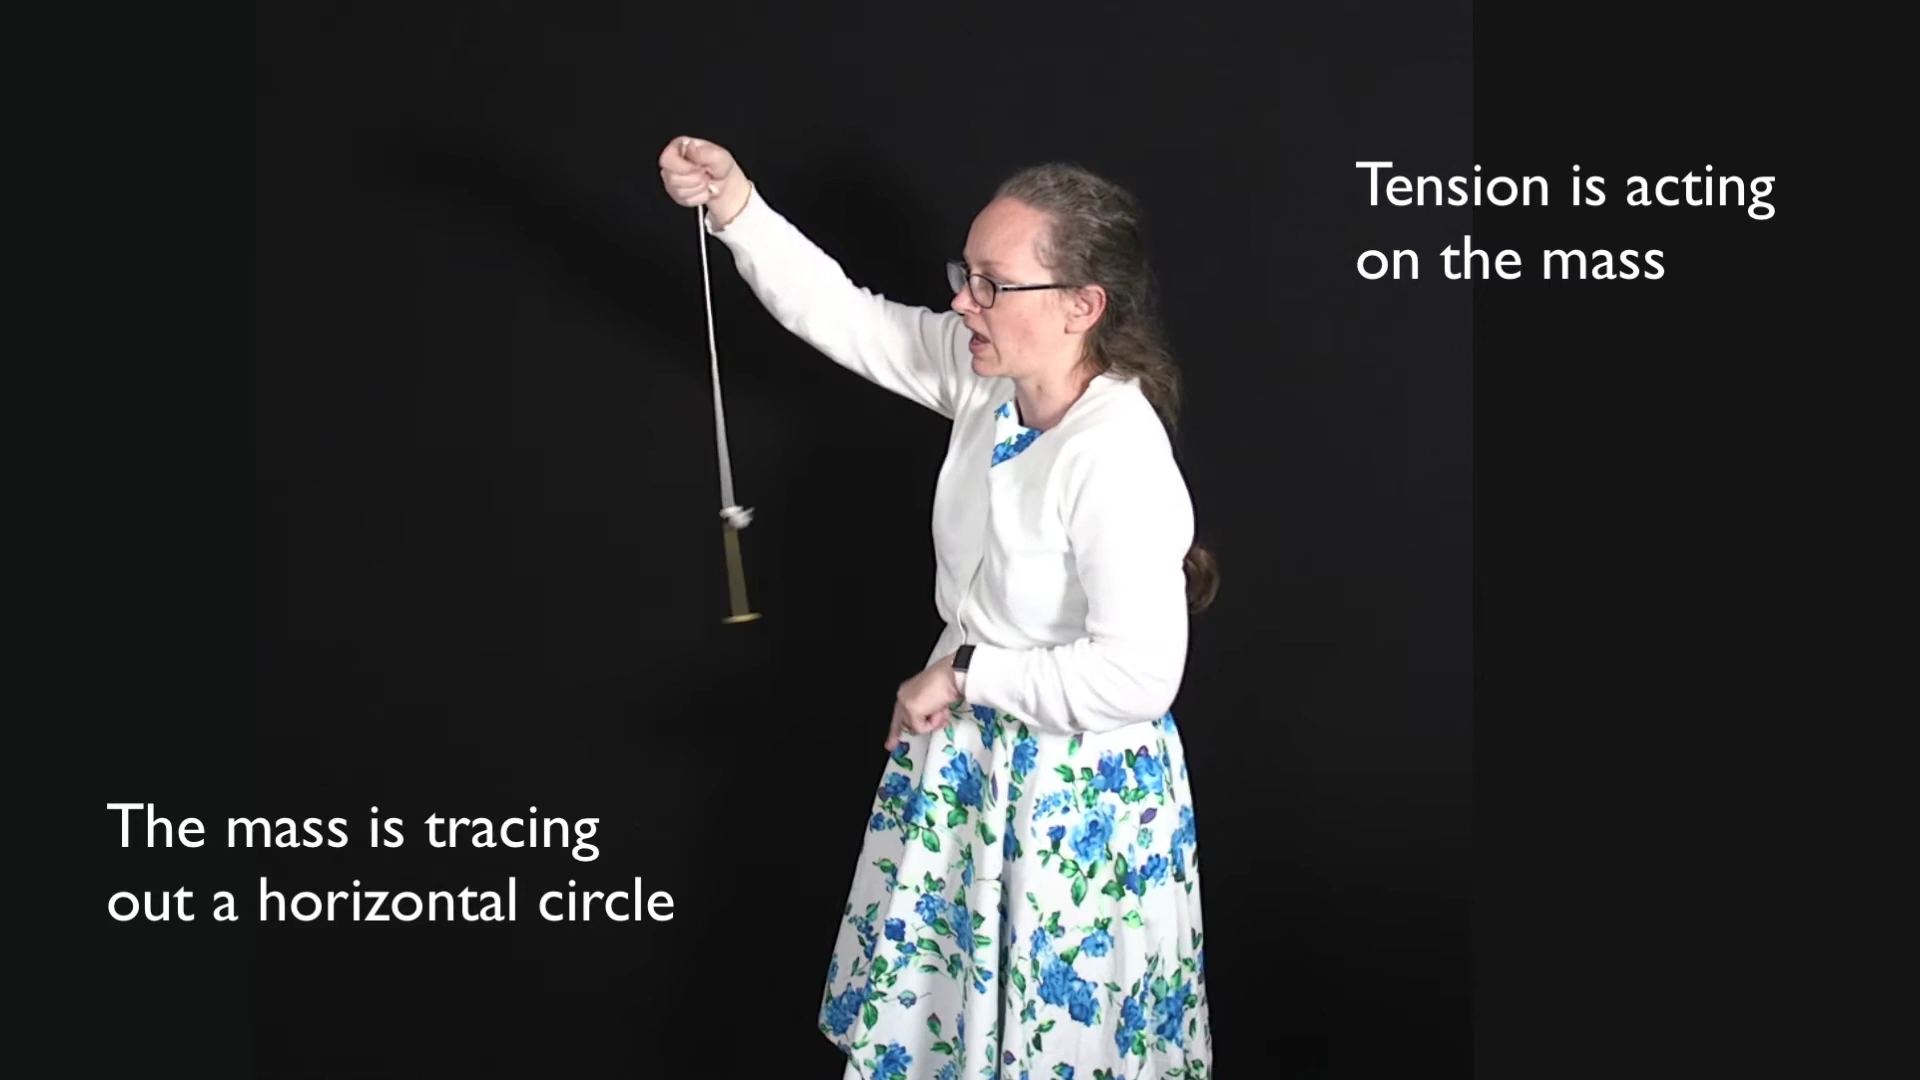 Tension is acting
on the mass
The mass is tracing
out a horizontal circle